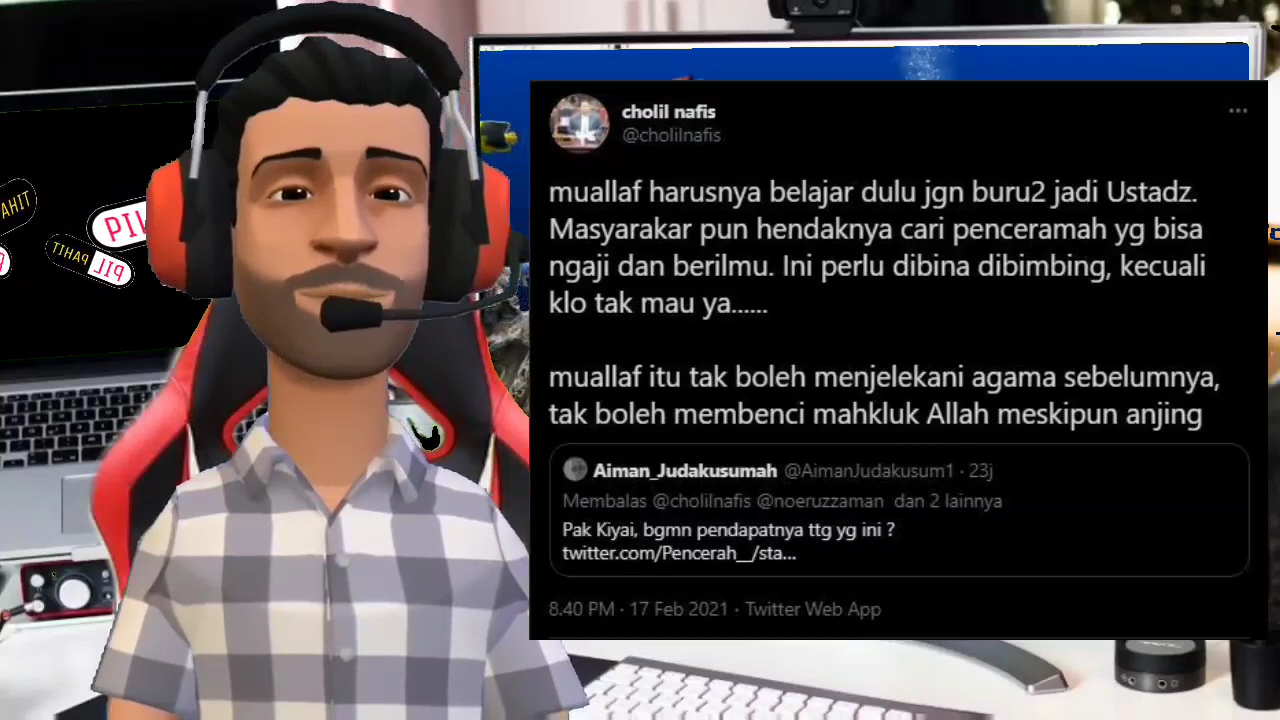 AHIT
PIL
PIL PAHIT
cholil nafis
@cholilnafis
muallaf harusnya belajar dulu jgn buru2 jadi Ustadz.
Masyarakar pun hendaknya cari penceramah yg bisa
ngaji dan berilmu. Ini perlu dibina dibimbing, kecuali
klo tak mau ya......
muallaf itu tak boleh menjelekani agama sebelumnya,
tak boleh membenci mahkluk Allah meskipun anjing
Aiman_Judakusumah @AimanJudakusum1 · 23j
Membalas @cholilnafis @noeruzzaman dan 2 lainnya
Pak Kiyai, bgmn pendapatnya ttg yg ini ?
twitter.com/Pencerah__/sta...
8.40 PM · 17 Feb 2021 · Twitter Web App